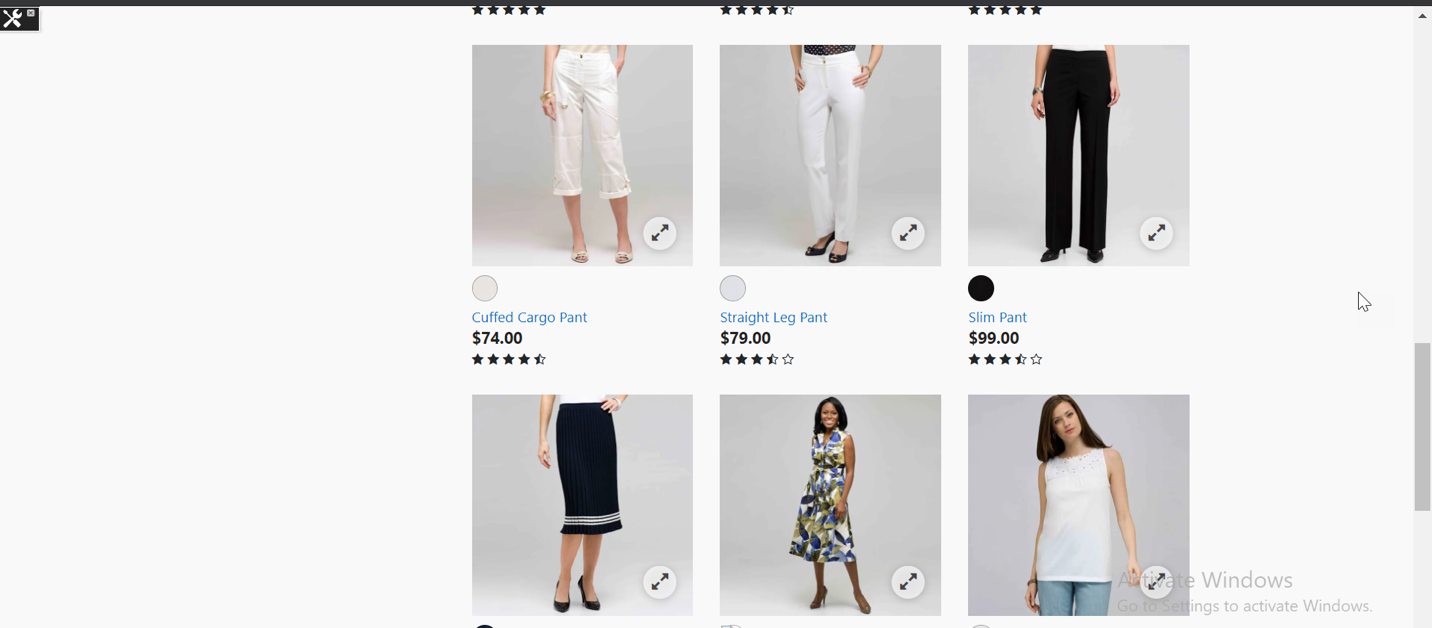 Cuffed Cargo Pant
$74.00
Straight Leg Pant
$79.00
Slim Pant
$99.00
Activate Windows
Go to Settings to activate Windows.